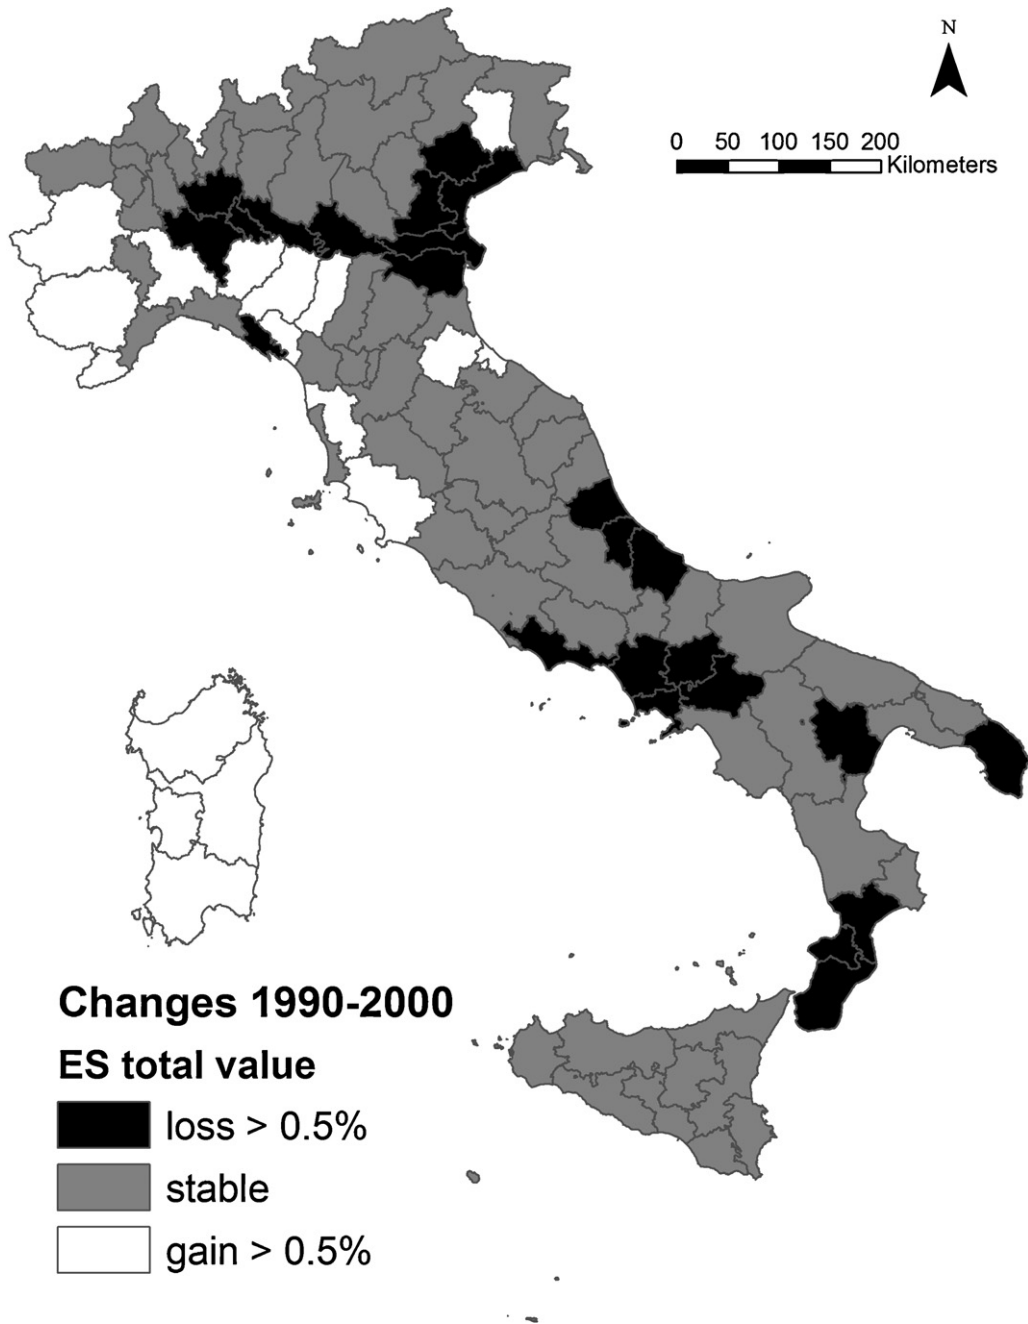 N
0 50 100 150 200
Kilometers
Changes 1990-2000
ES total value
loss > 0.5%
stable
gain > 0.5%